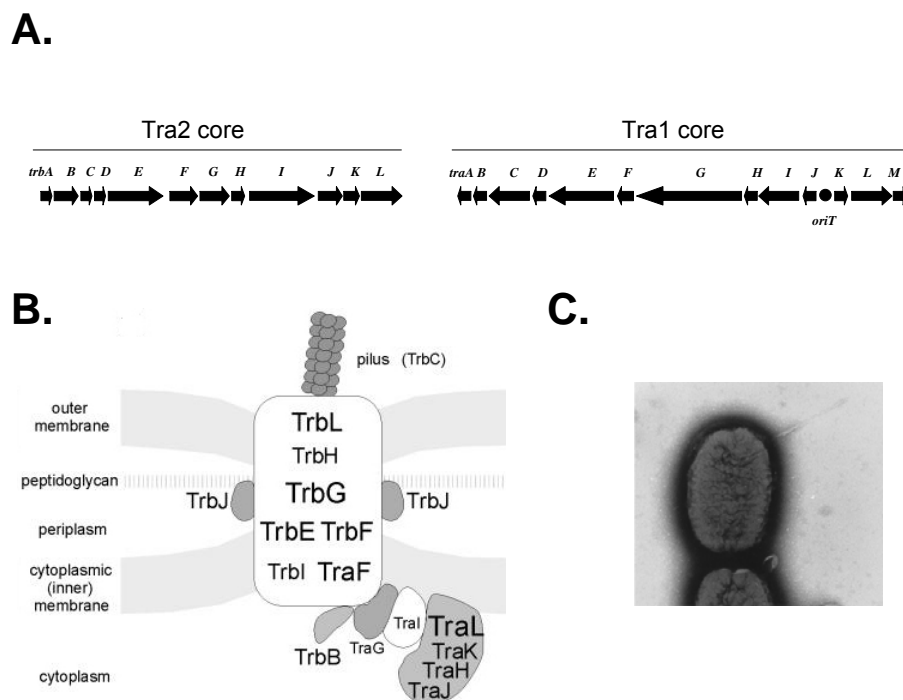 A.
Tra2 core
Tra1 core
trbA B C D E F G H I J K L
traA B C D E F G H I J K L M
oriT
B.
C.
pilus (TrbC)
outer
membrane
TrbL
TrbH
peptidoglycan
TrbJ
TrbG
TrbJ
periplasm
TrbE TrbF
cytoplasmic
(inner)
membrane
TrbI TraF
TrbB
TraG
TraI
TraL
TraK
TraH
TraJ
cytoplasm